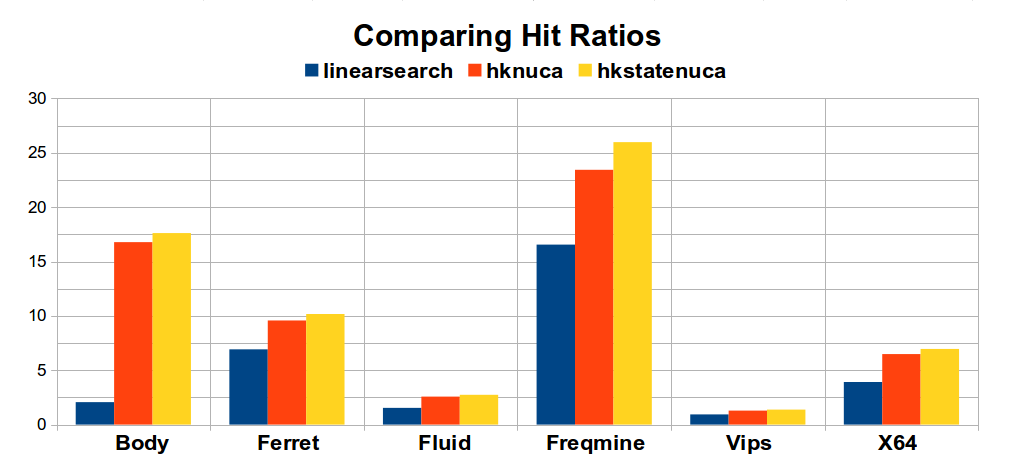 Comparing Hit Ratios
linearsearch hknuca hkstatenuca
30
25
20
15
10
5
0
Body Ferret Fluid Freqmine Vips X64